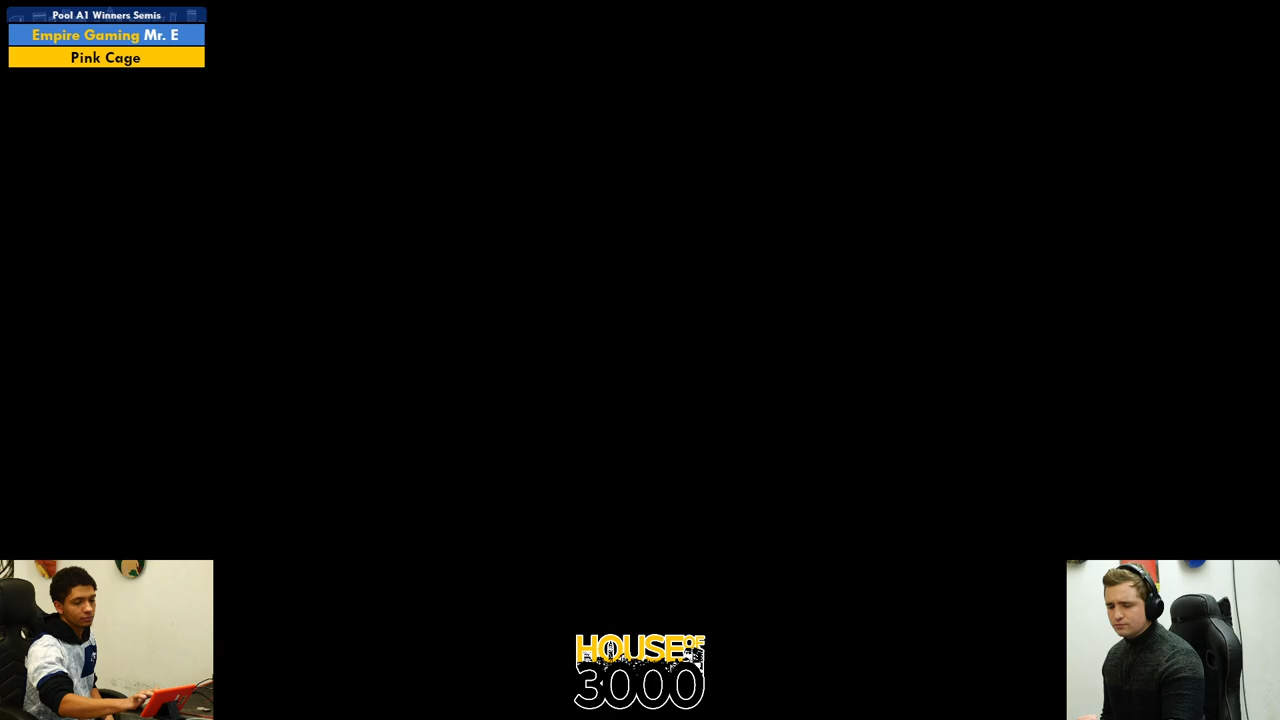 Pool A1 Winners Semis
Empire Gaming Mr. E
Pink Cage
HOUSE OF
3000